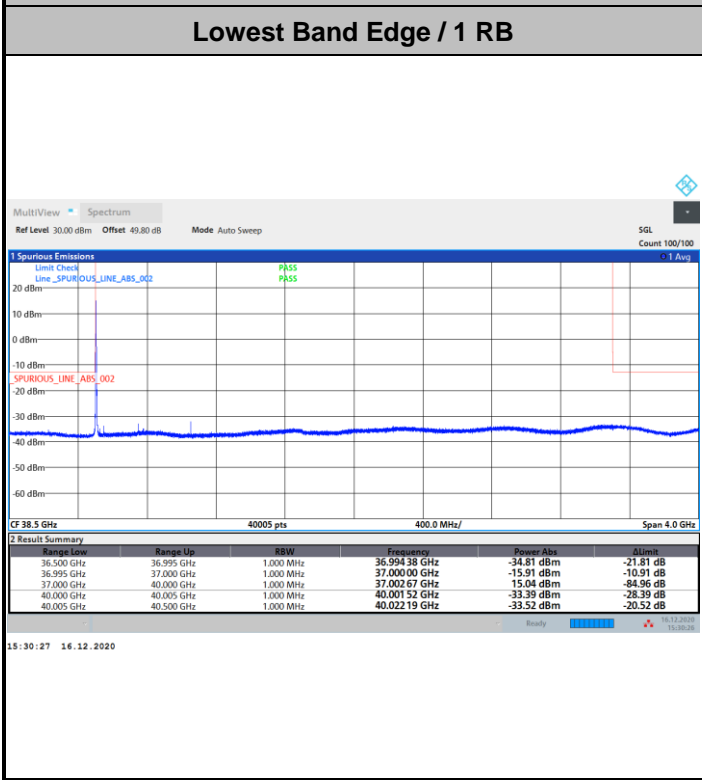 Lowest Band Edge / 1 RB
MultiView Spectrum
Ref Level 30.00 dBm Offset 49.80 dB Mode Auto Sweep SGL
Count 100/100
1 Spurious Emissions 1 Avg
Limit Check PASS
Line _SPURIOUS_LINE_ABS_002 PASS
20 dBm
10 dBm
0 dBm
-10 dBm
_SPURIOUS_LINE_ABS_002
-20 dBm
-30 dBm
-40 dBm
-50 dBm
-60 dBm
CF 38.5 GHz 40005 pts 400.0 MHz/ Span 4.0 GHz
2 Result Summary
Range Low Range Up RBW Frequency Power Abs ΔLimit
36.500 GHz 36.995 GHz 1.000 MHz 36.994 38 GHz -34.81 dBm -21.81 dB
36.995 GHz 37.000 GHz 1.000 MHz 37.000 00 GHz -15.91 dBm -10.91 dB
37.000 GHz 40.000 GHz 1.000 MHz 37.002 67 GHz 15.04 dBm -84.96 dB
40.000 GHz 40.005 GHz 1.000 MHz 40.001 52 GHz -33.39 dBm -28.39 dB
40.005 GHz 40.500 GHz 1.000 MHz 40.022 19 GHz -33.52 dBm -20.52 dB
Ready 16.12.2020
15:30:26
15:30:27 16.12.2020